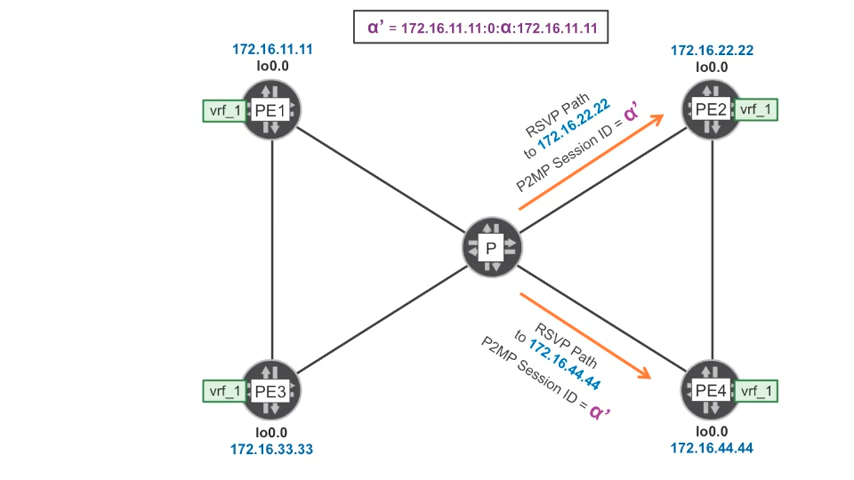 α’ = 172.16.11.11:0:α:172.16.11.11
172.16.11.11
lo0.0
vrf_1
PE1
172.16.22.22
lo0.0
PE2
vrf_1
RSVP Path
to 172.16.22.22
P2MP Session ID = α’
P
RSVP Path
to 172.16.44.44
P2MP Session ID = α’
vrf_1
PE3
lo0.0
172.16.33.33
PE4
vrf_1
lo0.0
172.16.44.44